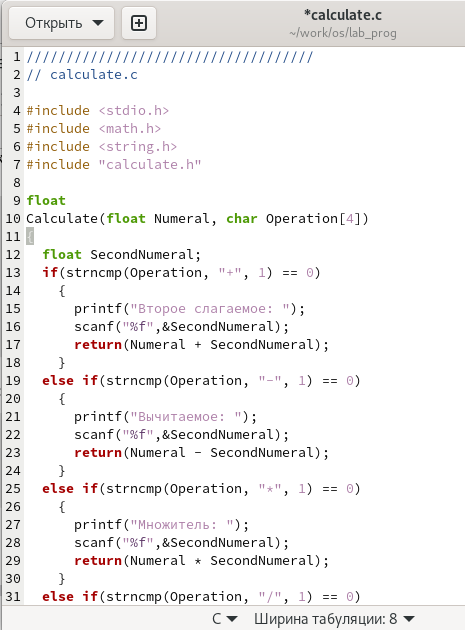 Открыть
*calculate.c
~/work/os/lab_prog
1 ////////////////////////////////////
2 // calculate.c
3
4 #include <stdio.h>
5 #include <math.h>
6 #include <string.h>
7 #include "calculate.h"
8
9 float
10 Calculate(float Numeral, char Operation[4])
11 {
12   float SecondNumeral;
13   if(strncmp(Operation, "+", 1) == 0)
14     {
15       printf("Второе слагаемое: ");
16       scanf("%f",&SecondNumeral);
17       return(Numeral + SecondNumeral);
18     }
19   else if(strncmp(Operation, "-", 1) == 0)
20     {
21       printf("Вычитаемое: ");
22       scanf("%f",&SecondNumeral);
23       return(Numeral - SecondNumeral);
24     }
25   else if(strncmp(Operation, "*", 1) == 0)
26     {
27       printf("Множитель: ");
28       scanf("%f",&SecondNumeral);
29       return(Numeral * SecondNumeral);
30     }
31   else if(strncmp(Operation, "/", 1) == 0)
C
Ширина табуляции: 8